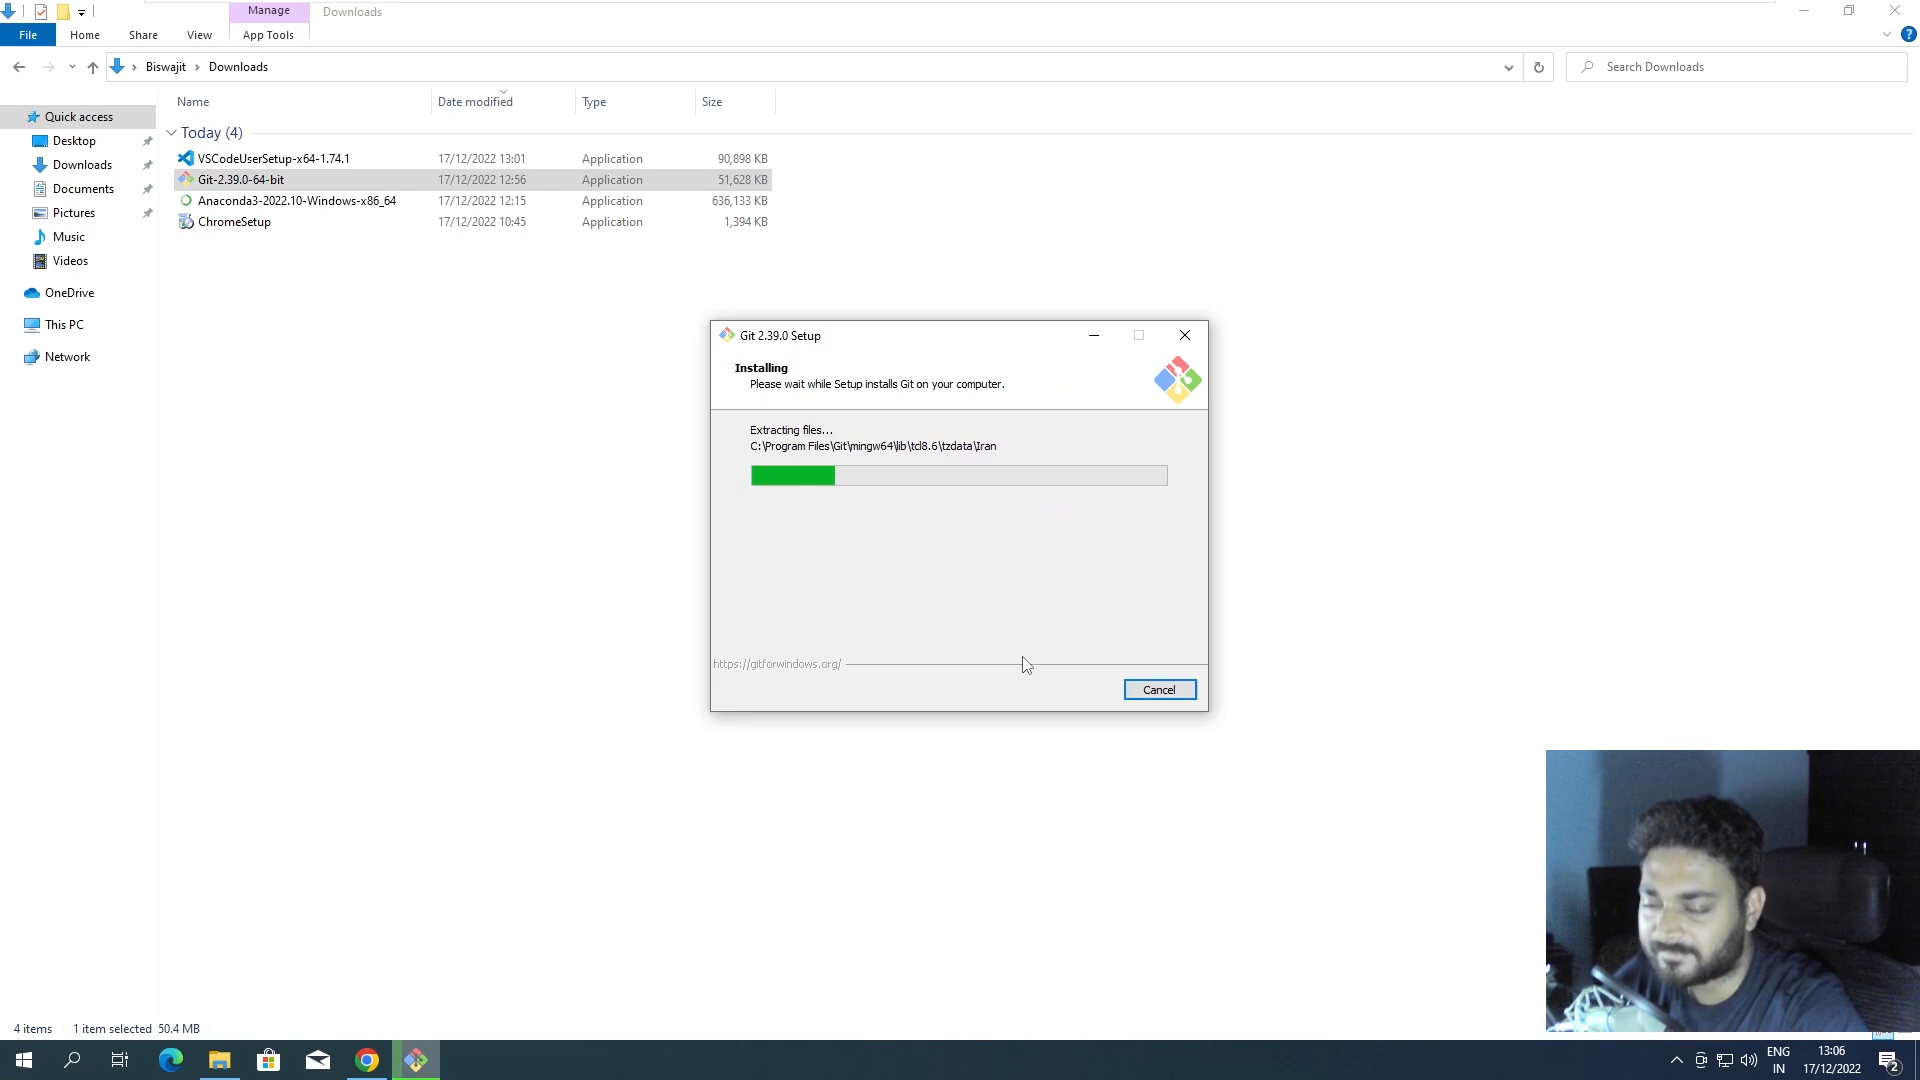 Manage
Downloads
File
Home
Share
View
App Tools
Biswajit
Downloads
Search Downloads
Name
Date modified
Type
Size
Quick access
Desktop
Downloads
Documents
Pictures
Music
Videos
OneDrive
This PC
Network
Today (4)
VSCodeUserSetup-x64-1.74.1 17/12/2022 13:01 Application 90,898 KB
Git-2.39.0-64-bit 17/12/2022 12:56 Application 51,628 KB
Anaconda3-2022.10-Windows-x86_64 17/12/2022 12:15 Application 636,133 KB
ChromeSetup 17/12/2022 10:45 Application 1,394 KB
Git 2.39.0 Setup
Installing
Please wait while Setup installs Git on your computer.
Extracting files...
C:\Program Files\Git\mingw64\lib\tcl8.6\tzdata\Iran
https://gitforwindows.org/
Cancel
4 items 1 item selected 50.4 MB
ENG
IN
13:06
17/12/2022
2